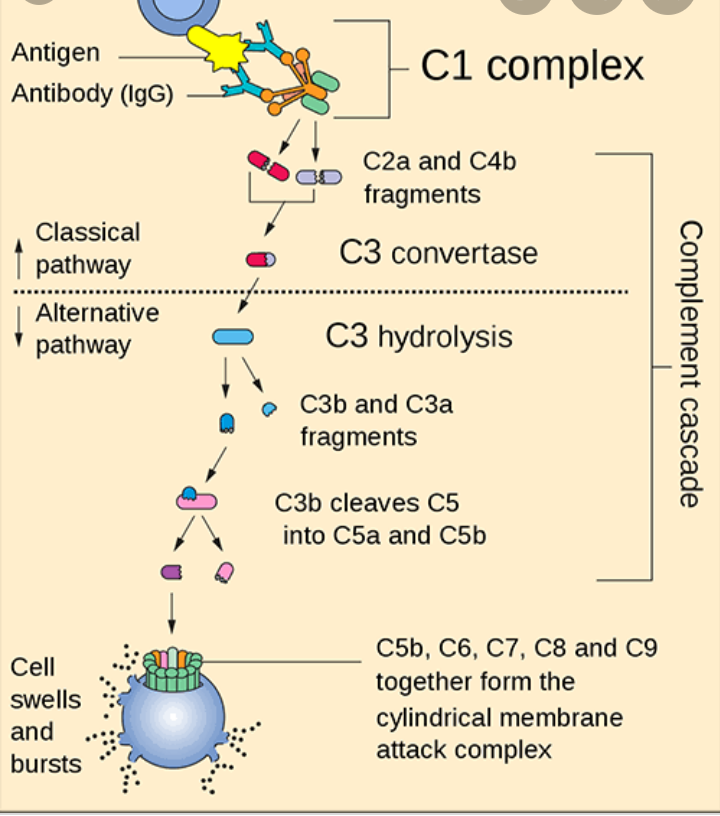 Antigen
C1 complex
Antibody (IgG)
C2a and C4b
fragments
Classical
pathway
C3 convertase
Alternative
pathway
C3 hydrolysis
C3b and C3a
fragments
C3b cleaves C5
into C5a and C5b
Complement cascade
Cell
swells
and
bursts
C5b, C6, C7, C8 and C9
together form the
cylindrical membrane
attack complex